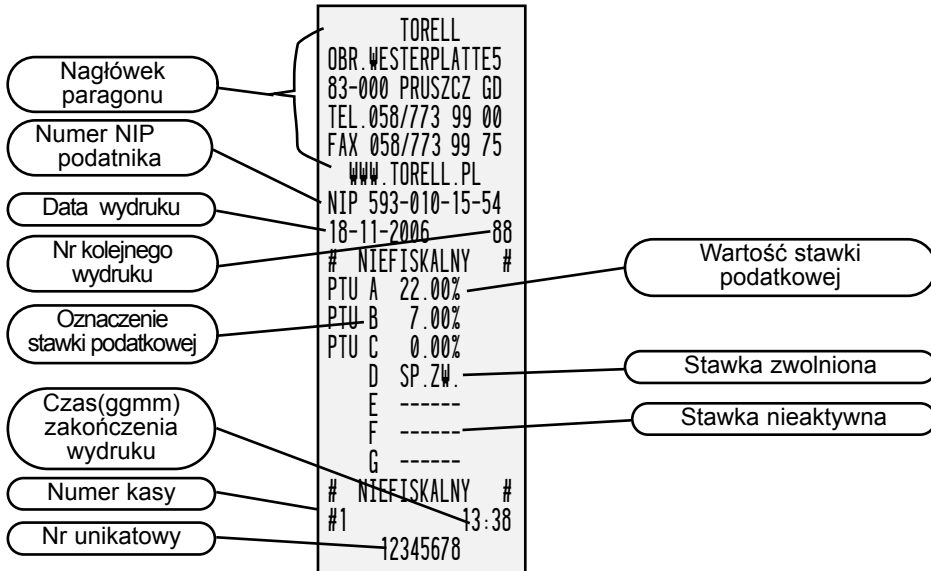 TORELL
OBR.WESTERPLATTE5
83-000 PRUSZCZ GD
TEL.058/773 99 00
FAX 058/773 99 75
WWW.TORELL.PL
NIP 593-010-15-54
18-11-2006 88
# NIEFISKALNY #
PTU A 22.00%
PTU B 7.00%
PTU C 0.00%
D SP.ZW.
E ------
F ------
G ------
# NIEFISKALNY #
#1 13:38
12345678
Nagłówek
paragonu
Numer NIP
podatnika
Data wydruku
Nr kolejnego
wydruku
Oznaczenie
stawki podatkowej
Czas(ggmm)
zakończenia
wydruku
Numer kasy
Nr unikatowy
Wartość stawki
podatkowej
Stawka zwolniona
Stawka nieaktywna